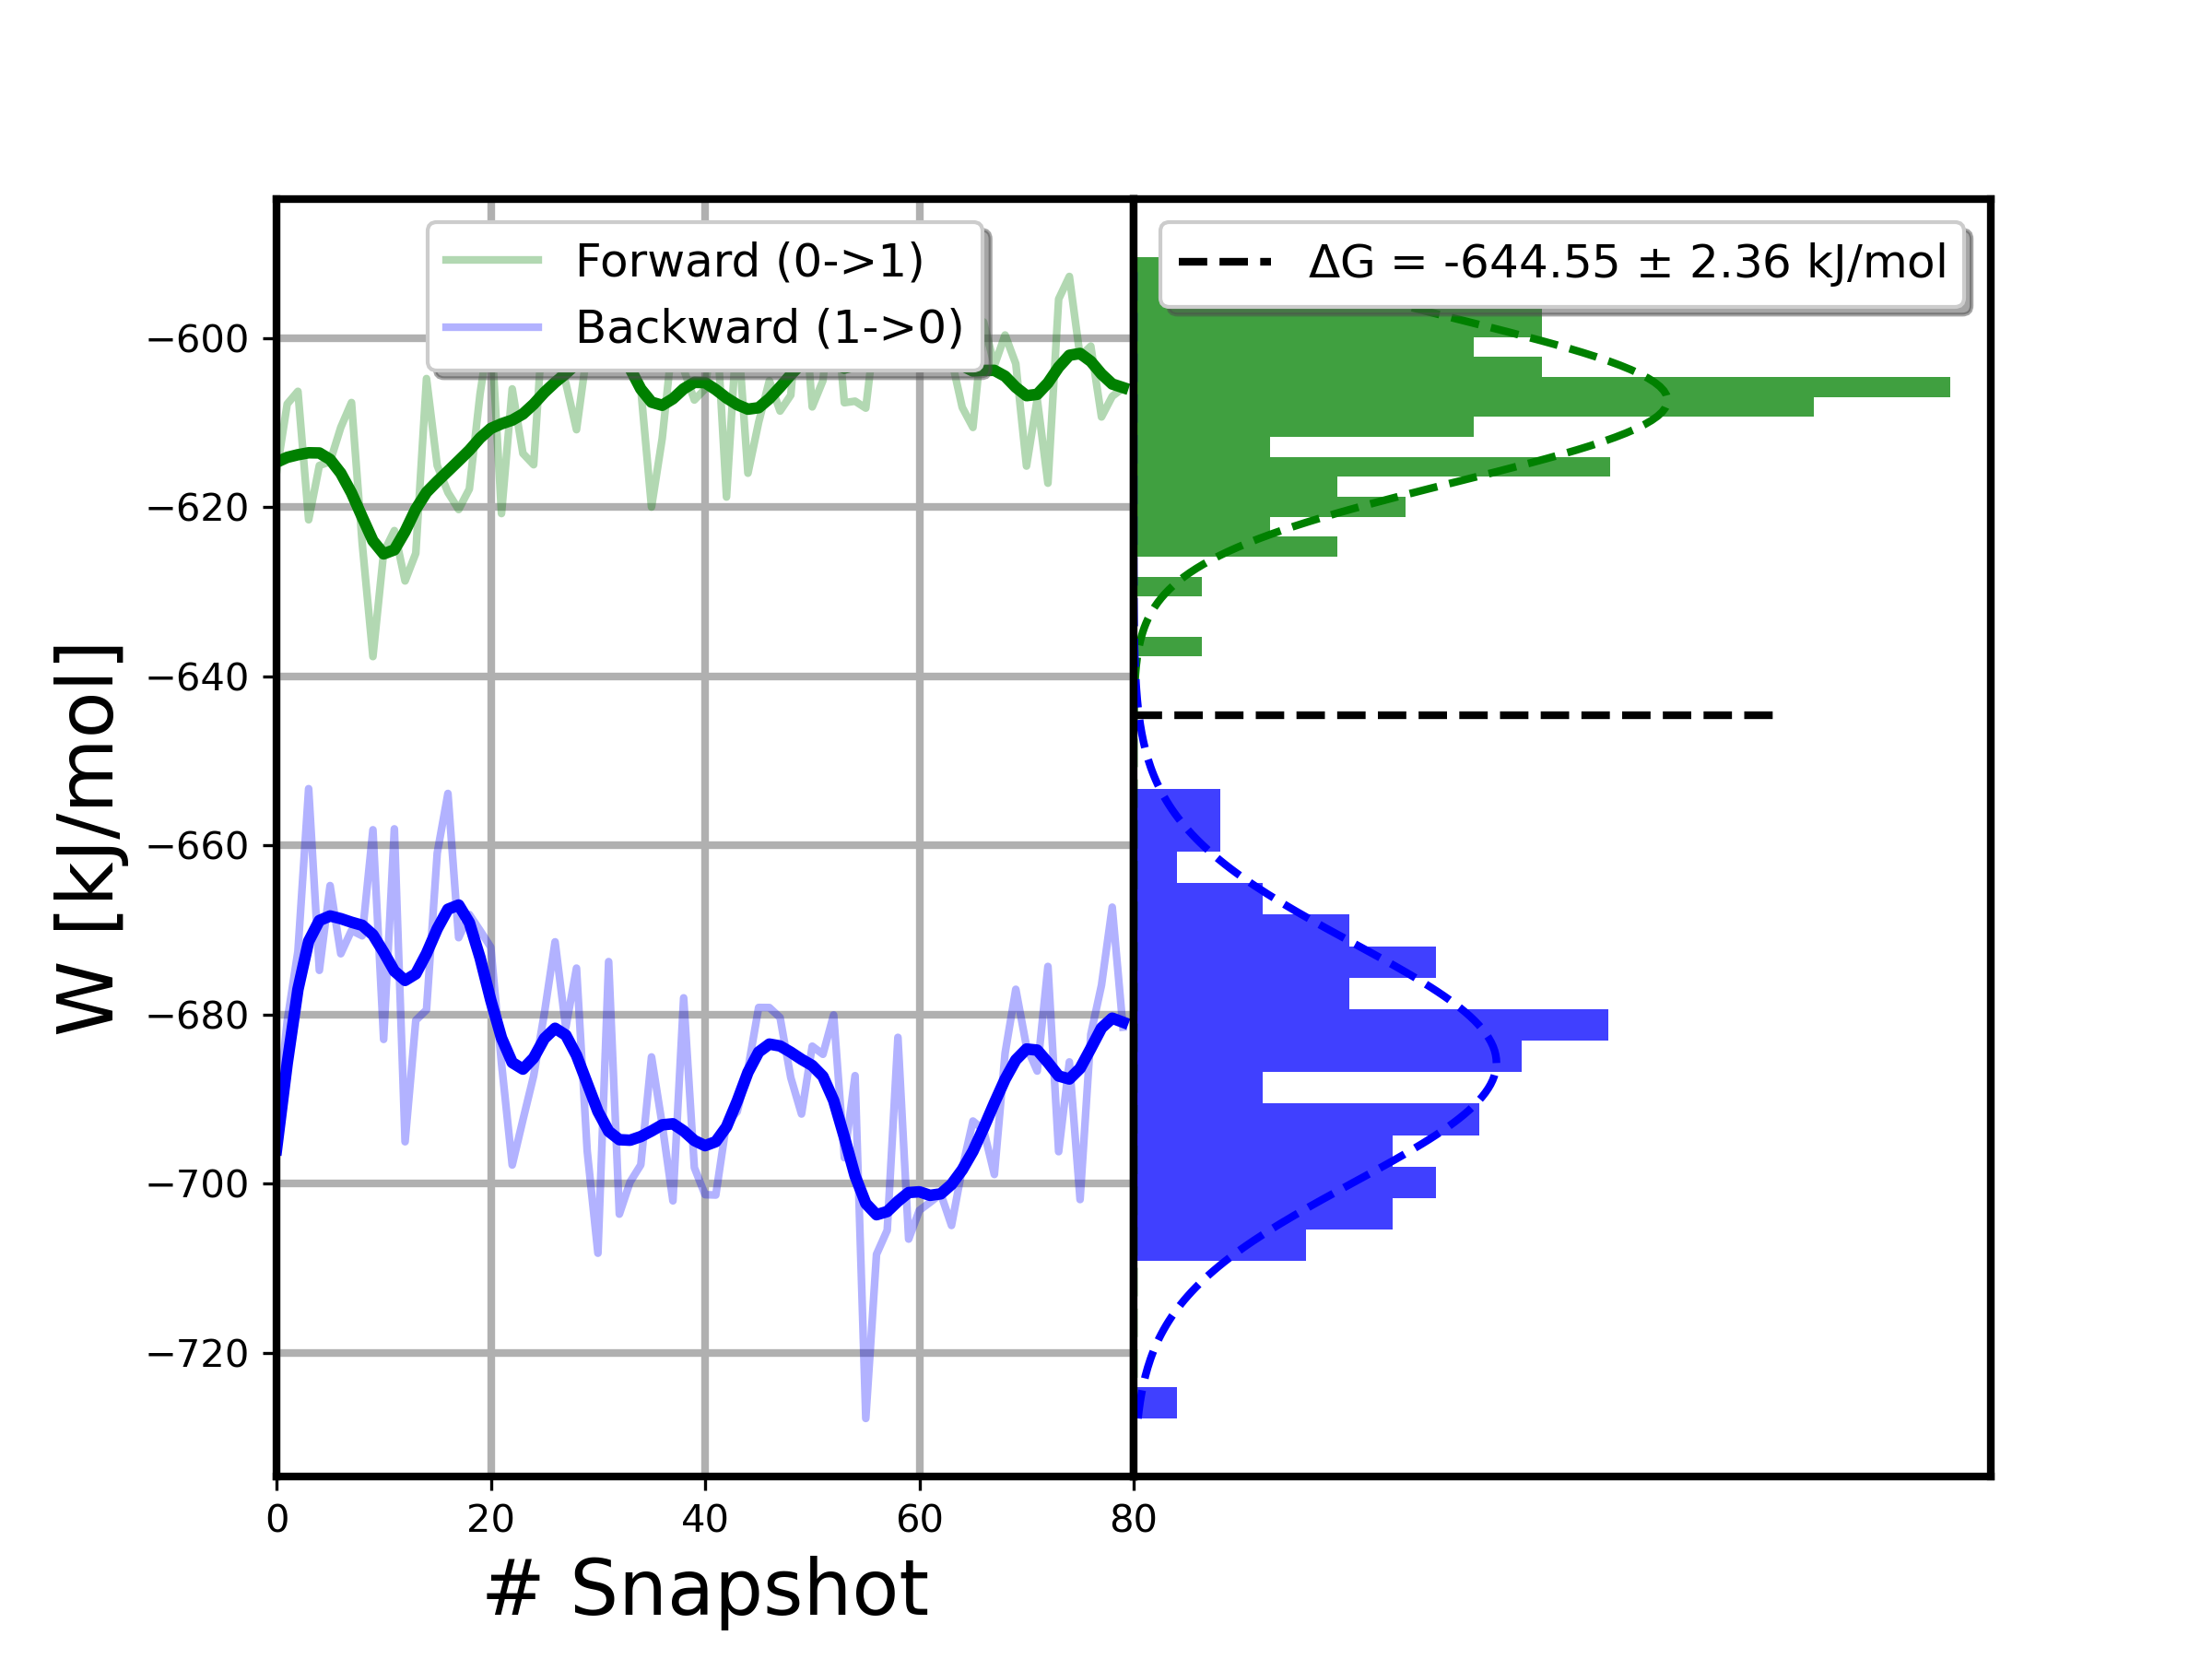 Forward (0->1)
Backward (1->0)
ΔG = -644.55 ± 2.36 kJ/mol
W [kJ/mol]
−600
−620
−640
−660
−680
−700
−720
0 20 40 60 80
# Snapshot